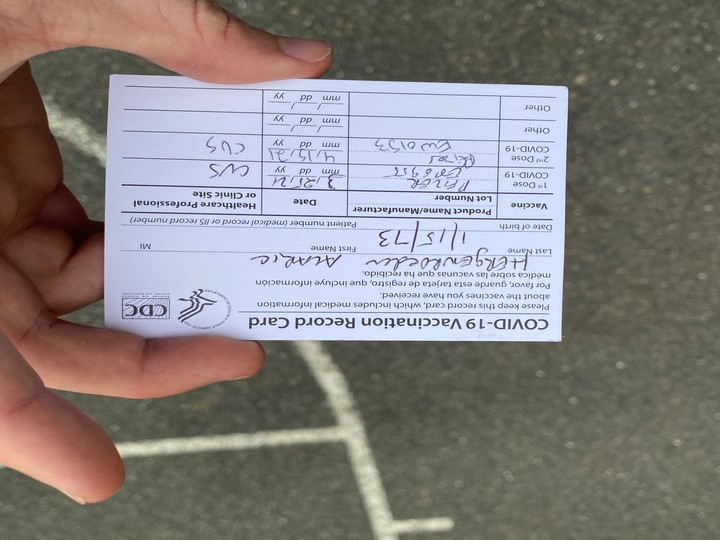 COVID-19 Vaccination Record Card
CDC
Please keep this record card, which includes medical information
about the vaccines you have received.
Por favor, guarde esta tarjeta de registro, que incluye información
médica sobre las vacunas que ha recibido.
Hergenroeder Alaric
Last Name First Name MI
1/15/73
Date of birth Patient number (medical record or IIS record number)
Vaccine Product Name/Manufacturer Lot Number Date Healthcare Professional or Clinic Site
1st Dose COVID-19 PFIZER 3/25/21 CVS
2nd Dose COVID-19 Pfizer EW0153 4/15/21 CVS
mm dd yy
Other mm dd yy
Other mm dd yy